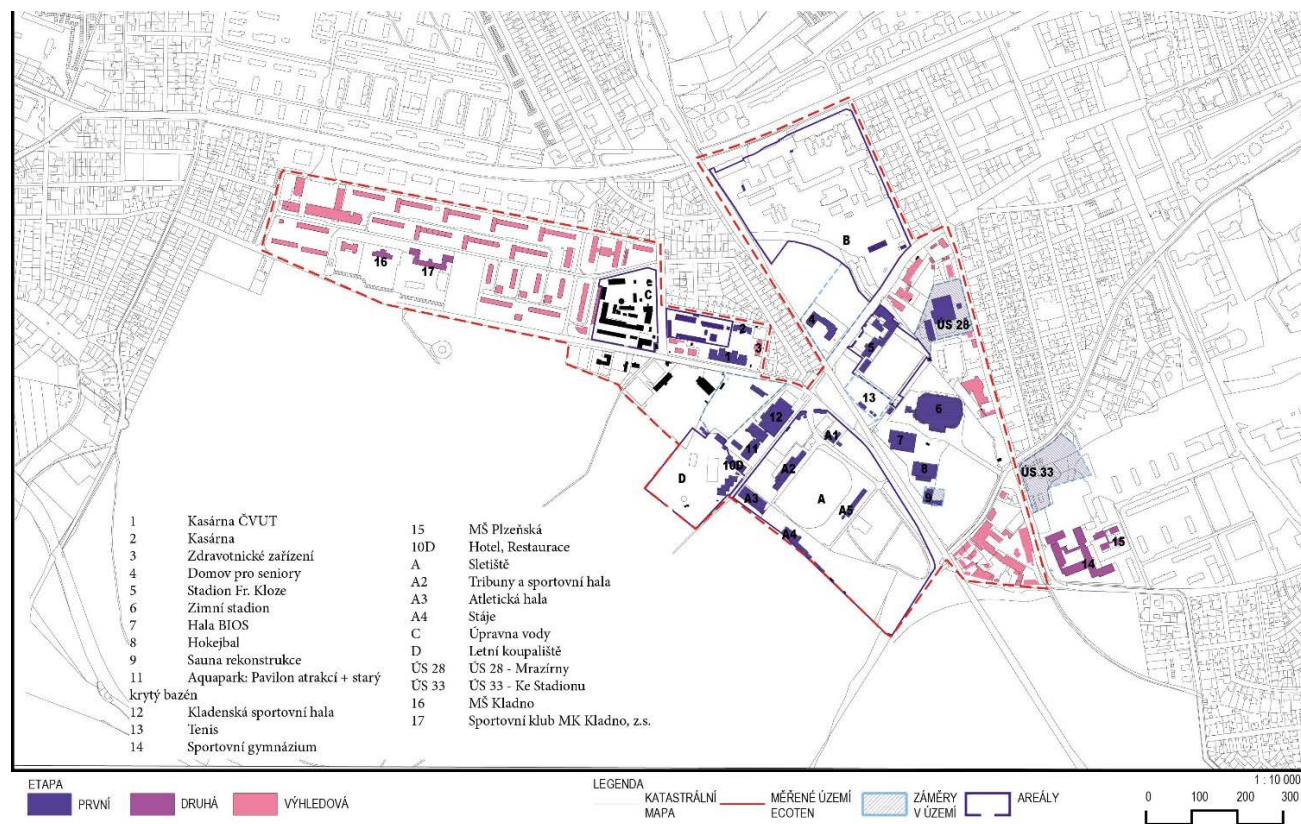 B
16
17
C
2
1
3
4
5
ÚS 28
13
6
12
7
A1
11
8
10D
A2
ÚS 33
D
9
A3
A
A5
A4
15
14
1 Kasárna ČVUT
2 Kasárna
3 Zdravotnické zařízení
4 Domov pro seniory
5 Stadion Fr. Kloze
6 Zimní stadion
7 Hala BIOS
8 Hokejbal
9 Sauna rekonstrukce
11 Aquapark: Pavilon atrakcí + starý
krytý bazén
12 Kladenská sportovní hala
13 Tenis
14 Sportovní gymnázium
15 MŠ Plzeňská
10D Hotel, Restaurace
A Sletiště
A2 Tribuny a sportovní hala
A3 Atletická hala
A4 Stáje
C Úpravna vody
D Letní koupaliště
ÚS 28 ÚS 28 - Mrazírny
ÚS 33 ÚS 33 - Ke Stadionu
16 MŠ Kladno
17 Sportovní klub MK Kladno, z.s.
ETAPA
PRVNÍ
DRUHÁ
VÝHLEDOVÁ
LEGENDA
KATASTRÁLNÍ
MAPA
MĚŘENÉ ÚZEMÍ
ECOTEN
ZÁMĚRY
V ÚZEMÍ
AREÁLY
1 : 10 000
0 100 200 300